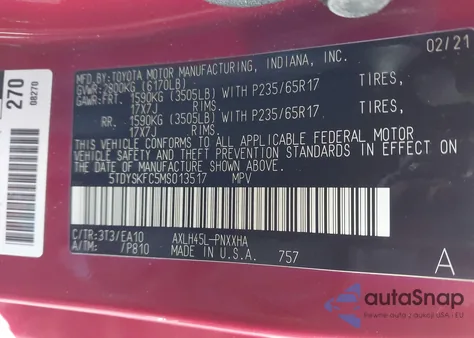 270
08270
MFD. BY:TOYOTA MOTOR MANUFACTURING, INDIANA, INC. 02/21
GVWR: 2800KG (6170LB)
GAWR:FRT. 1590KG (3505LB) WITH P235/65R17 TIRES,
17X7J RIMS.
RR. 1590KG (3505LB) WITH P235/65R17 TIRES,
17X7J RIMS.
THIS VEHICLE CONFORMS TO ALL APPLICABLE FEDERAL MOTOR
VEHICLE SAFETY AND THEFT PREVENTION STANDARDS IN EFFECT ON
THE DATE OF MANUFACTURE SHOWN ABOVE.
5TDYSKFC5MS013517 MPV
C/TR:3T3/EA10 AXLH45L-PNXXHA
A/TM: /P810
MADE IN U.S.A. 757 A
autoSnap